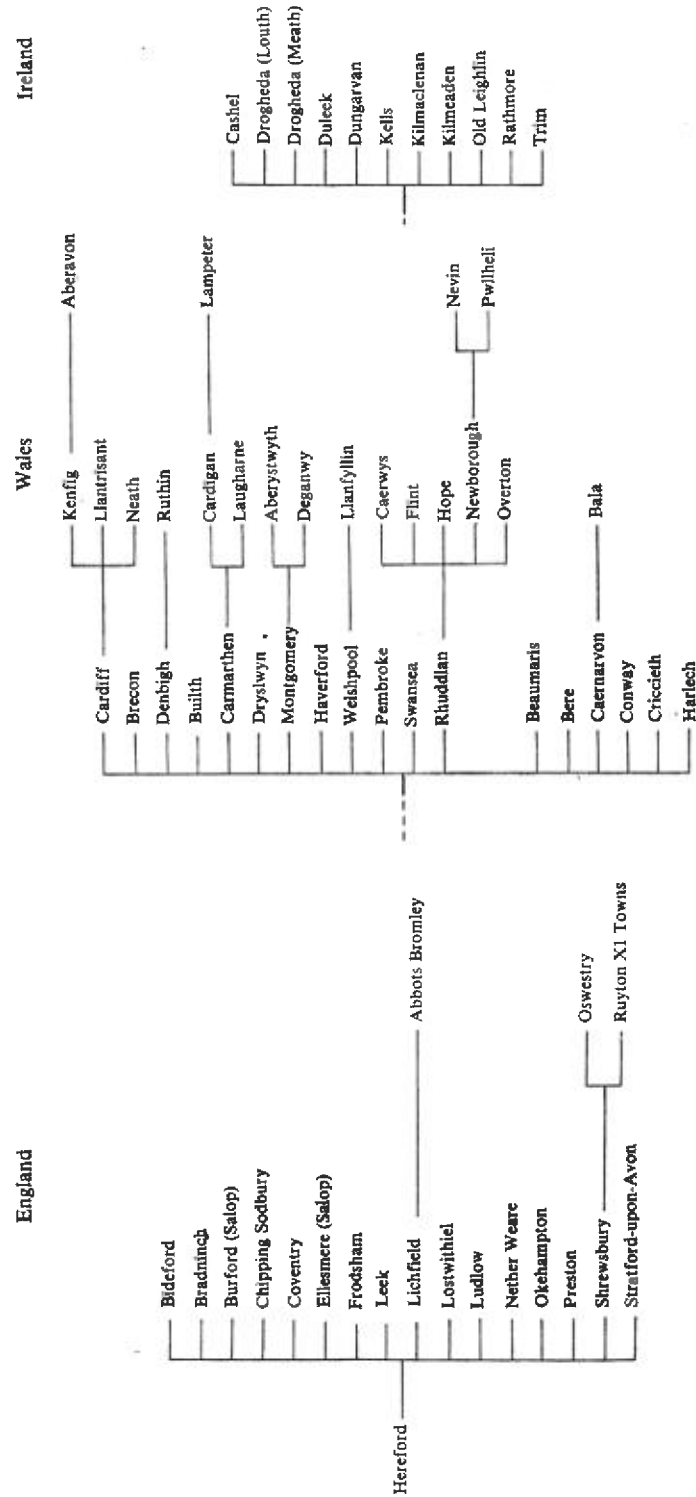 England
Hereford
Bideford
Bradninch
Burford (Salop)
Chipping Sodbury
Coventry
Ellesmere (Salop)
Frodsham
Leek
Lichfield
Abbots Bromley
Lostwithiel
Ludlow
Nether Weare
Okehampton
Preston
Shrewsbury
Oswestry
Ruyton X1 Towns
Stratford-upon-Avon
Wales
Cardiff
Kenfig
Aberavon
Llantrisant
Neath
Brecon
Denbigh
Ruthin
Builth
Carmarthen
Cardigan
Lampeter
Laugharne
Dryslwyn
Montgomery
Aberystwyth
Deganwy
Haverford
Welshpool
Llanfyllin
Pembroke
Swansea
Rhuddlan
Caerwys
Flint
Hope
Newborough
Nevin
Pwllheli
Overton
Beaumaris
Bere
Caernarvon
Bala
Conway
Criccieth
Harlech
Ireland
Cashel
Drogheda (Louth)
Drogheda (Meath)
Duleek
Dungarvan
Kells
Kilmaclenan
Kilmeaden
Old Leighlin
Rathmore
Trim